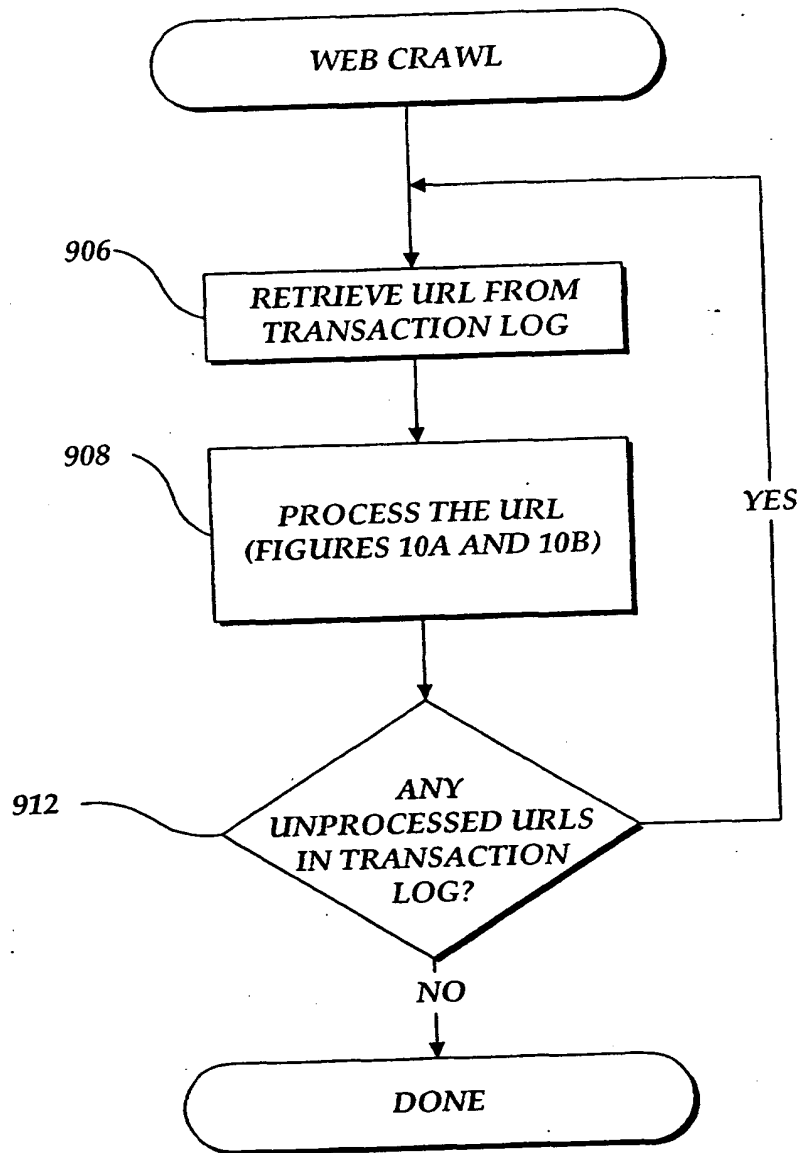 WEB CRAWL
906
RETRIEVE URL FROM
TRANSACTION LOG
908
PROCESS THE URL
(FIGURES 10A AND 10B)
YES
912
ANY
UNPROCESSED URLS
IN TRANSACTION
LOG?
NO
DONE